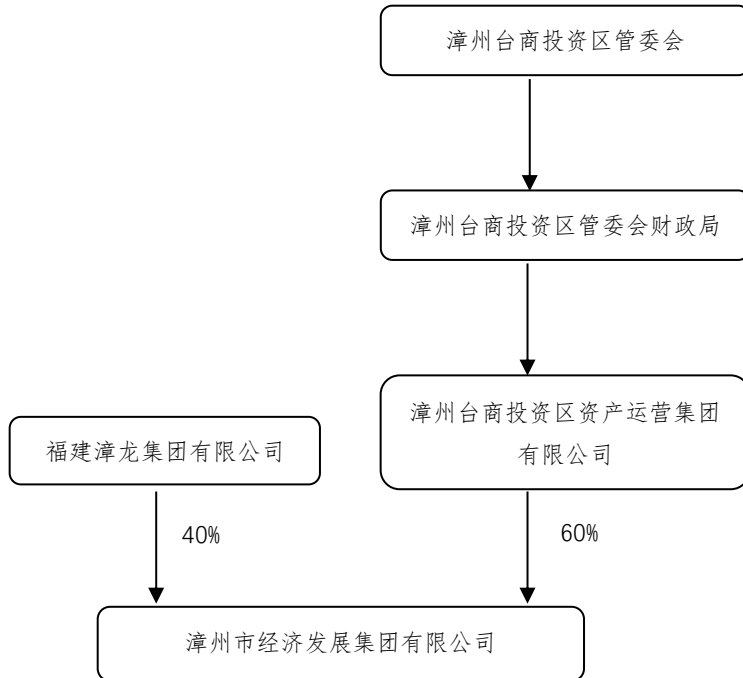 漳州台商投资区管委会
漳州台商投资区管委会财政局
漳州台商投资区资产运营集团
有限公司
福建漳龙集团有限公司
40%
60%
漳州市经济发展集团有限公司